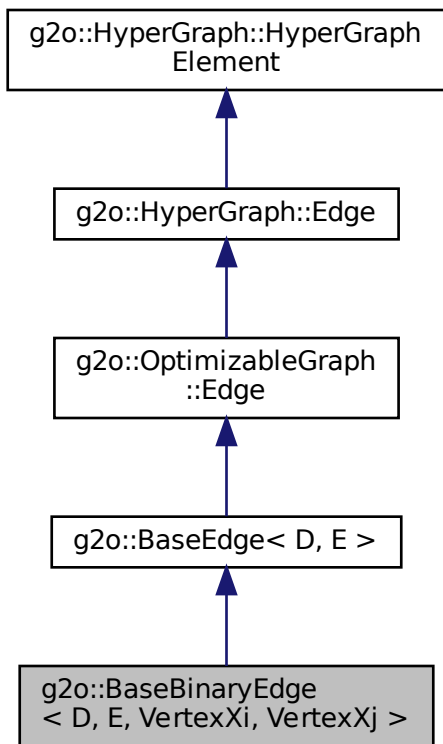 g2o::HyperGraph::HyperGraph
Element
g2o::HyperGraph::Edge
g2o::OptimizableGraph
::Edge
g2o::BaseEdge< D, E >
g2o::BaseBinaryEdge
< D, E, VertexXi, VertexXj >